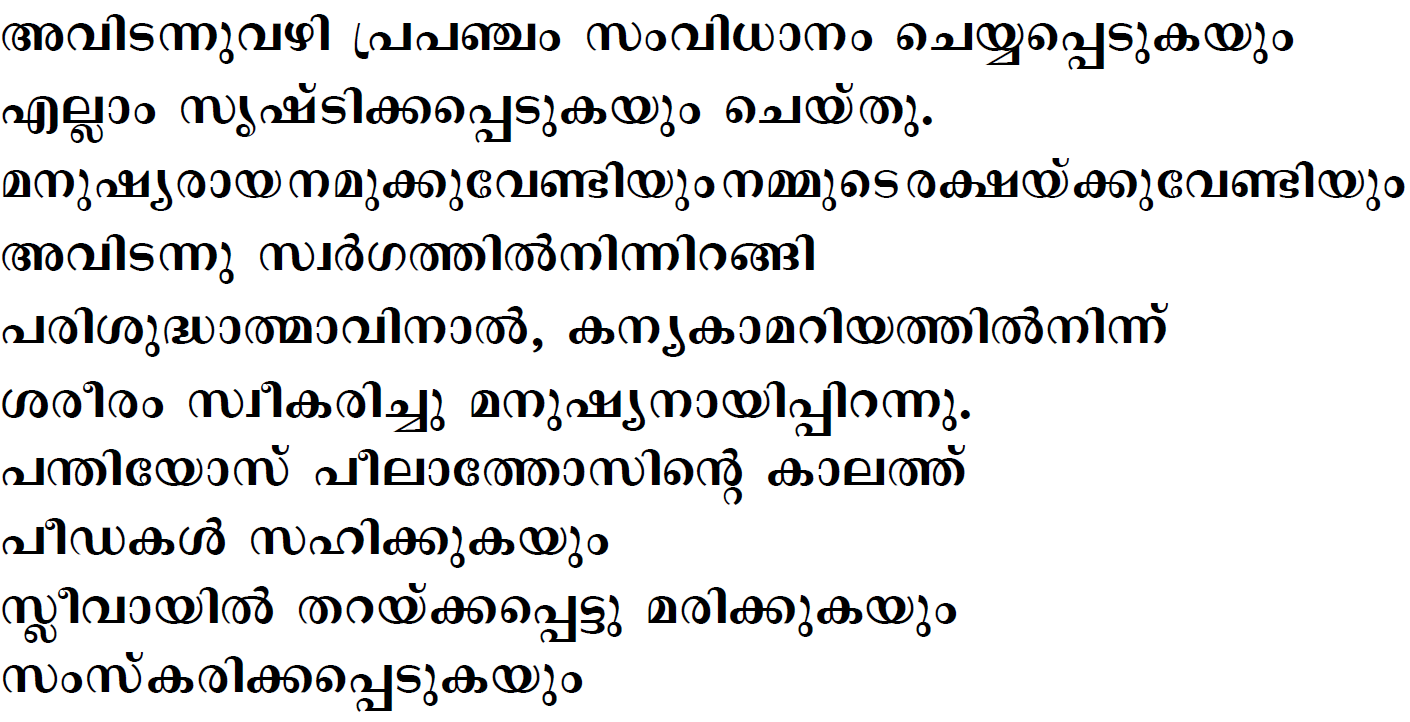 അവിടന്നുവഴി പ്രപഞ്ചം സംവിധാനം ചെയ്യപ്പെടുകയും
എല്ലാം സൃഷ്ടിക്കപ്പെടുകയും ചെയ്തു.
മനുഷ്യരായ നമുക്കുവേണ്ടിയും നമ്മുടെ രക്ഷയ്ക്കുവേണ്ടിയും
അവിടന്നു സ്വർഗത്തിൽനിന്നിറങ്ങി
പരിശുദ്ധാത്മാവിനാൽ, കന്യകാമറിയത്തിൽനിന്ന്
ശരീരം സ്വീകരിച്ചു മനുഷ്യനായിപ്പിറന്നു.
പന്തിയോസ് പീലാത്തോസിന്റെ കാലത്ത്
പീഡകൾ സഹിക്കുകയും
സ്ലീവായിൽ തറയ്ക്കപ്പെട്ടു മരിക്കുകയും
സംസ്കരിക്കപ്പെടുകയും